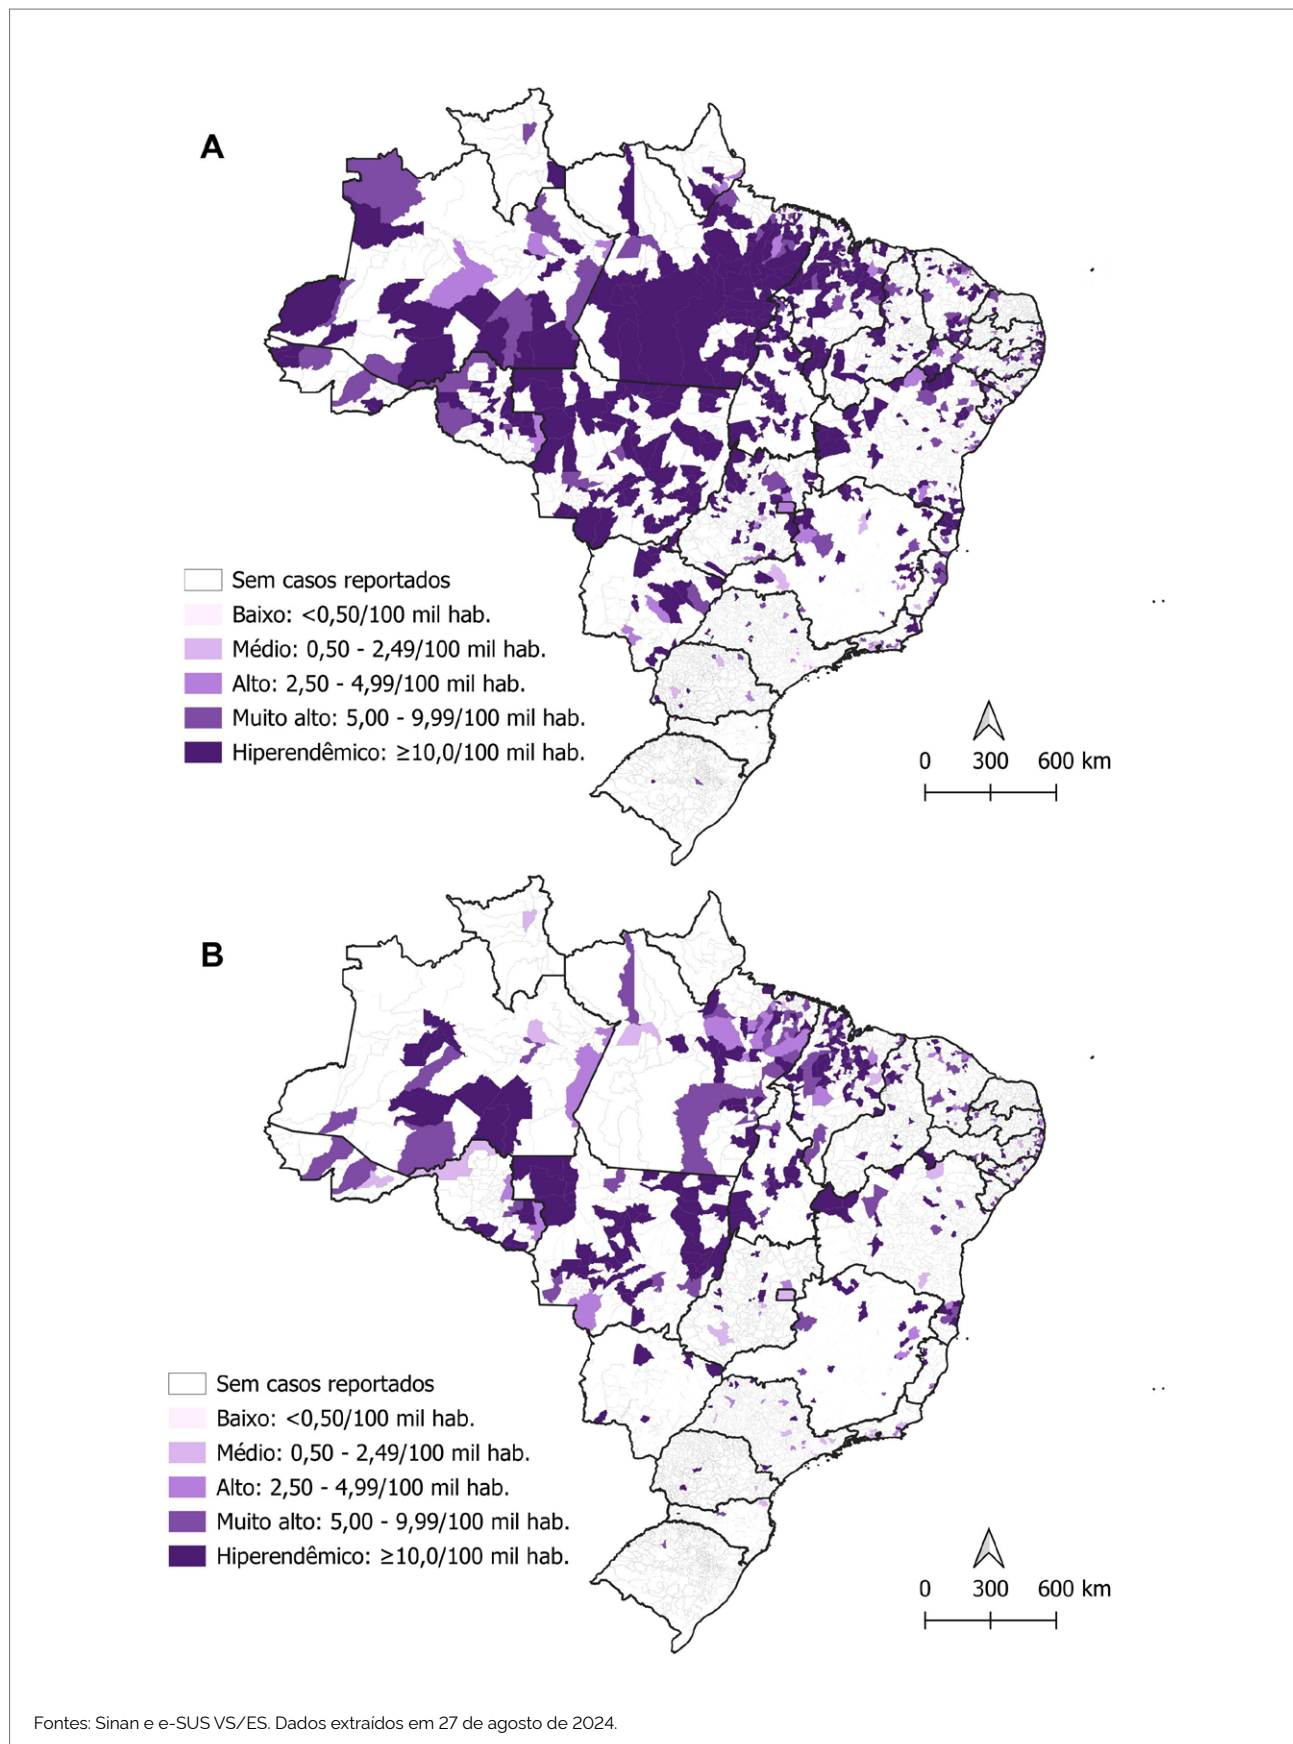 A
Sem casos reportados
Baixo: <0,50/100 mil hab.
Médio: 0,50 - 2,49/100 mil hab.
Alto: 2,50 - 4,99/100 mil hab.
Muito alto: 5,00 - 9,99/100 mil hab.
Hiperendêmico: ≥10,0/100 mil hab.
0 300 600 km
B
Sem casos reportados
Baixo: <0,50/100 mil hab.
Médio: 0,50 - 2,49/100 mil hab.
Alto: 2,50 - 4,99/100 mil hab.
Muito alto: 5,00 - 9,99/100 mil hab.
Hiperendêmico: ≥10,0/100 mil hab.
0 300 600 km
Fontes: Sinan e e-SUS VS/ES. Dados extraídos em 27 de agosto de 2024.